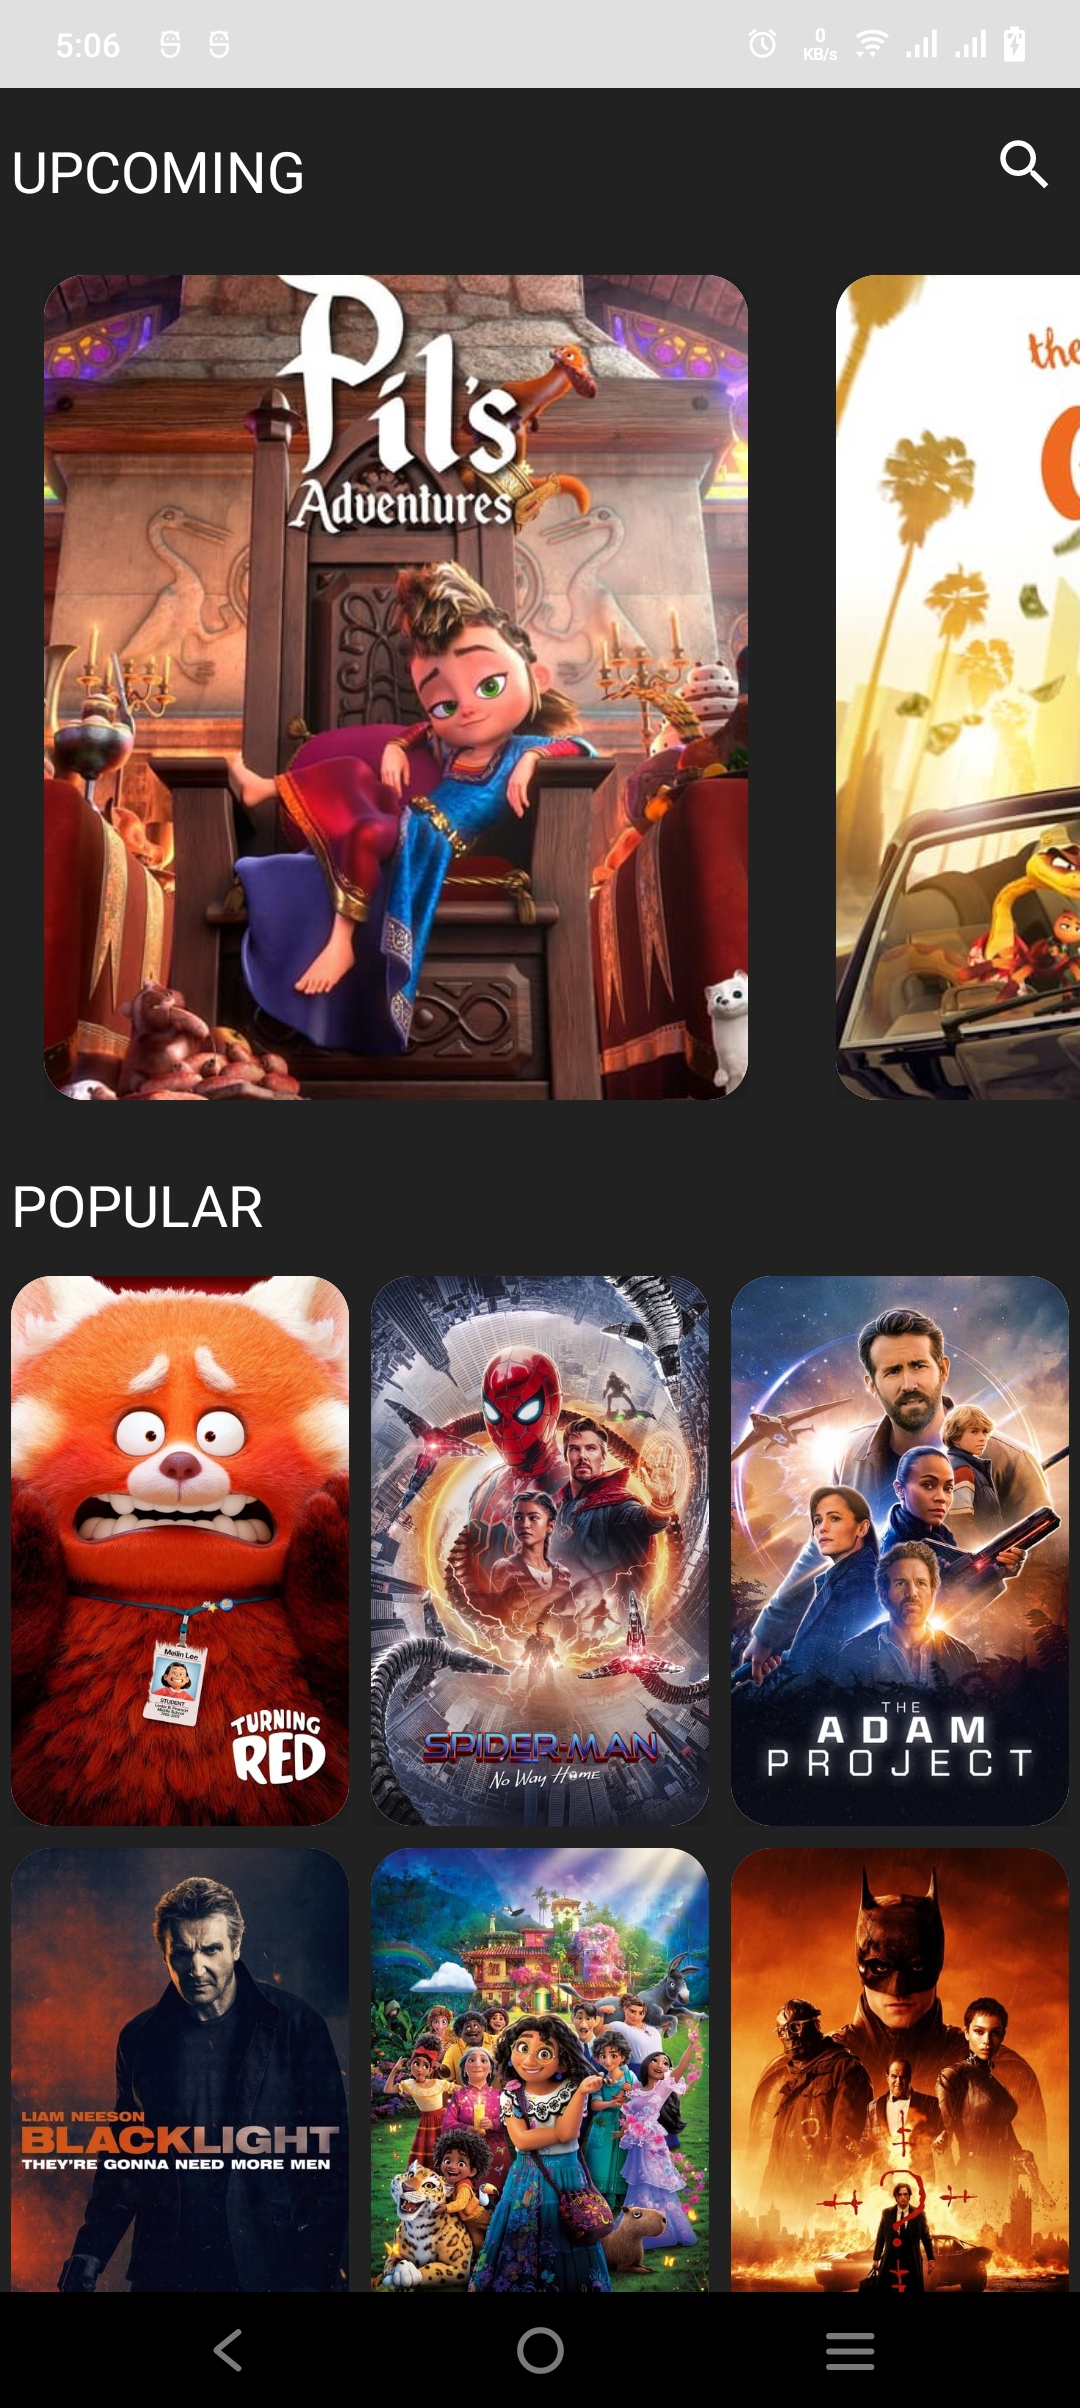 5:06
0
KB/s
UPCOMING
Pil's
Adventures
the
POPULAR
Meilin Lee
STUDENT
TURNING
RED
SPIDER-MAN
No Way Home
THE
ADAM
PROJECT
LIAM NEESON
BLACKLIGHT
THEY'RE GONNA NEED MORE MEN